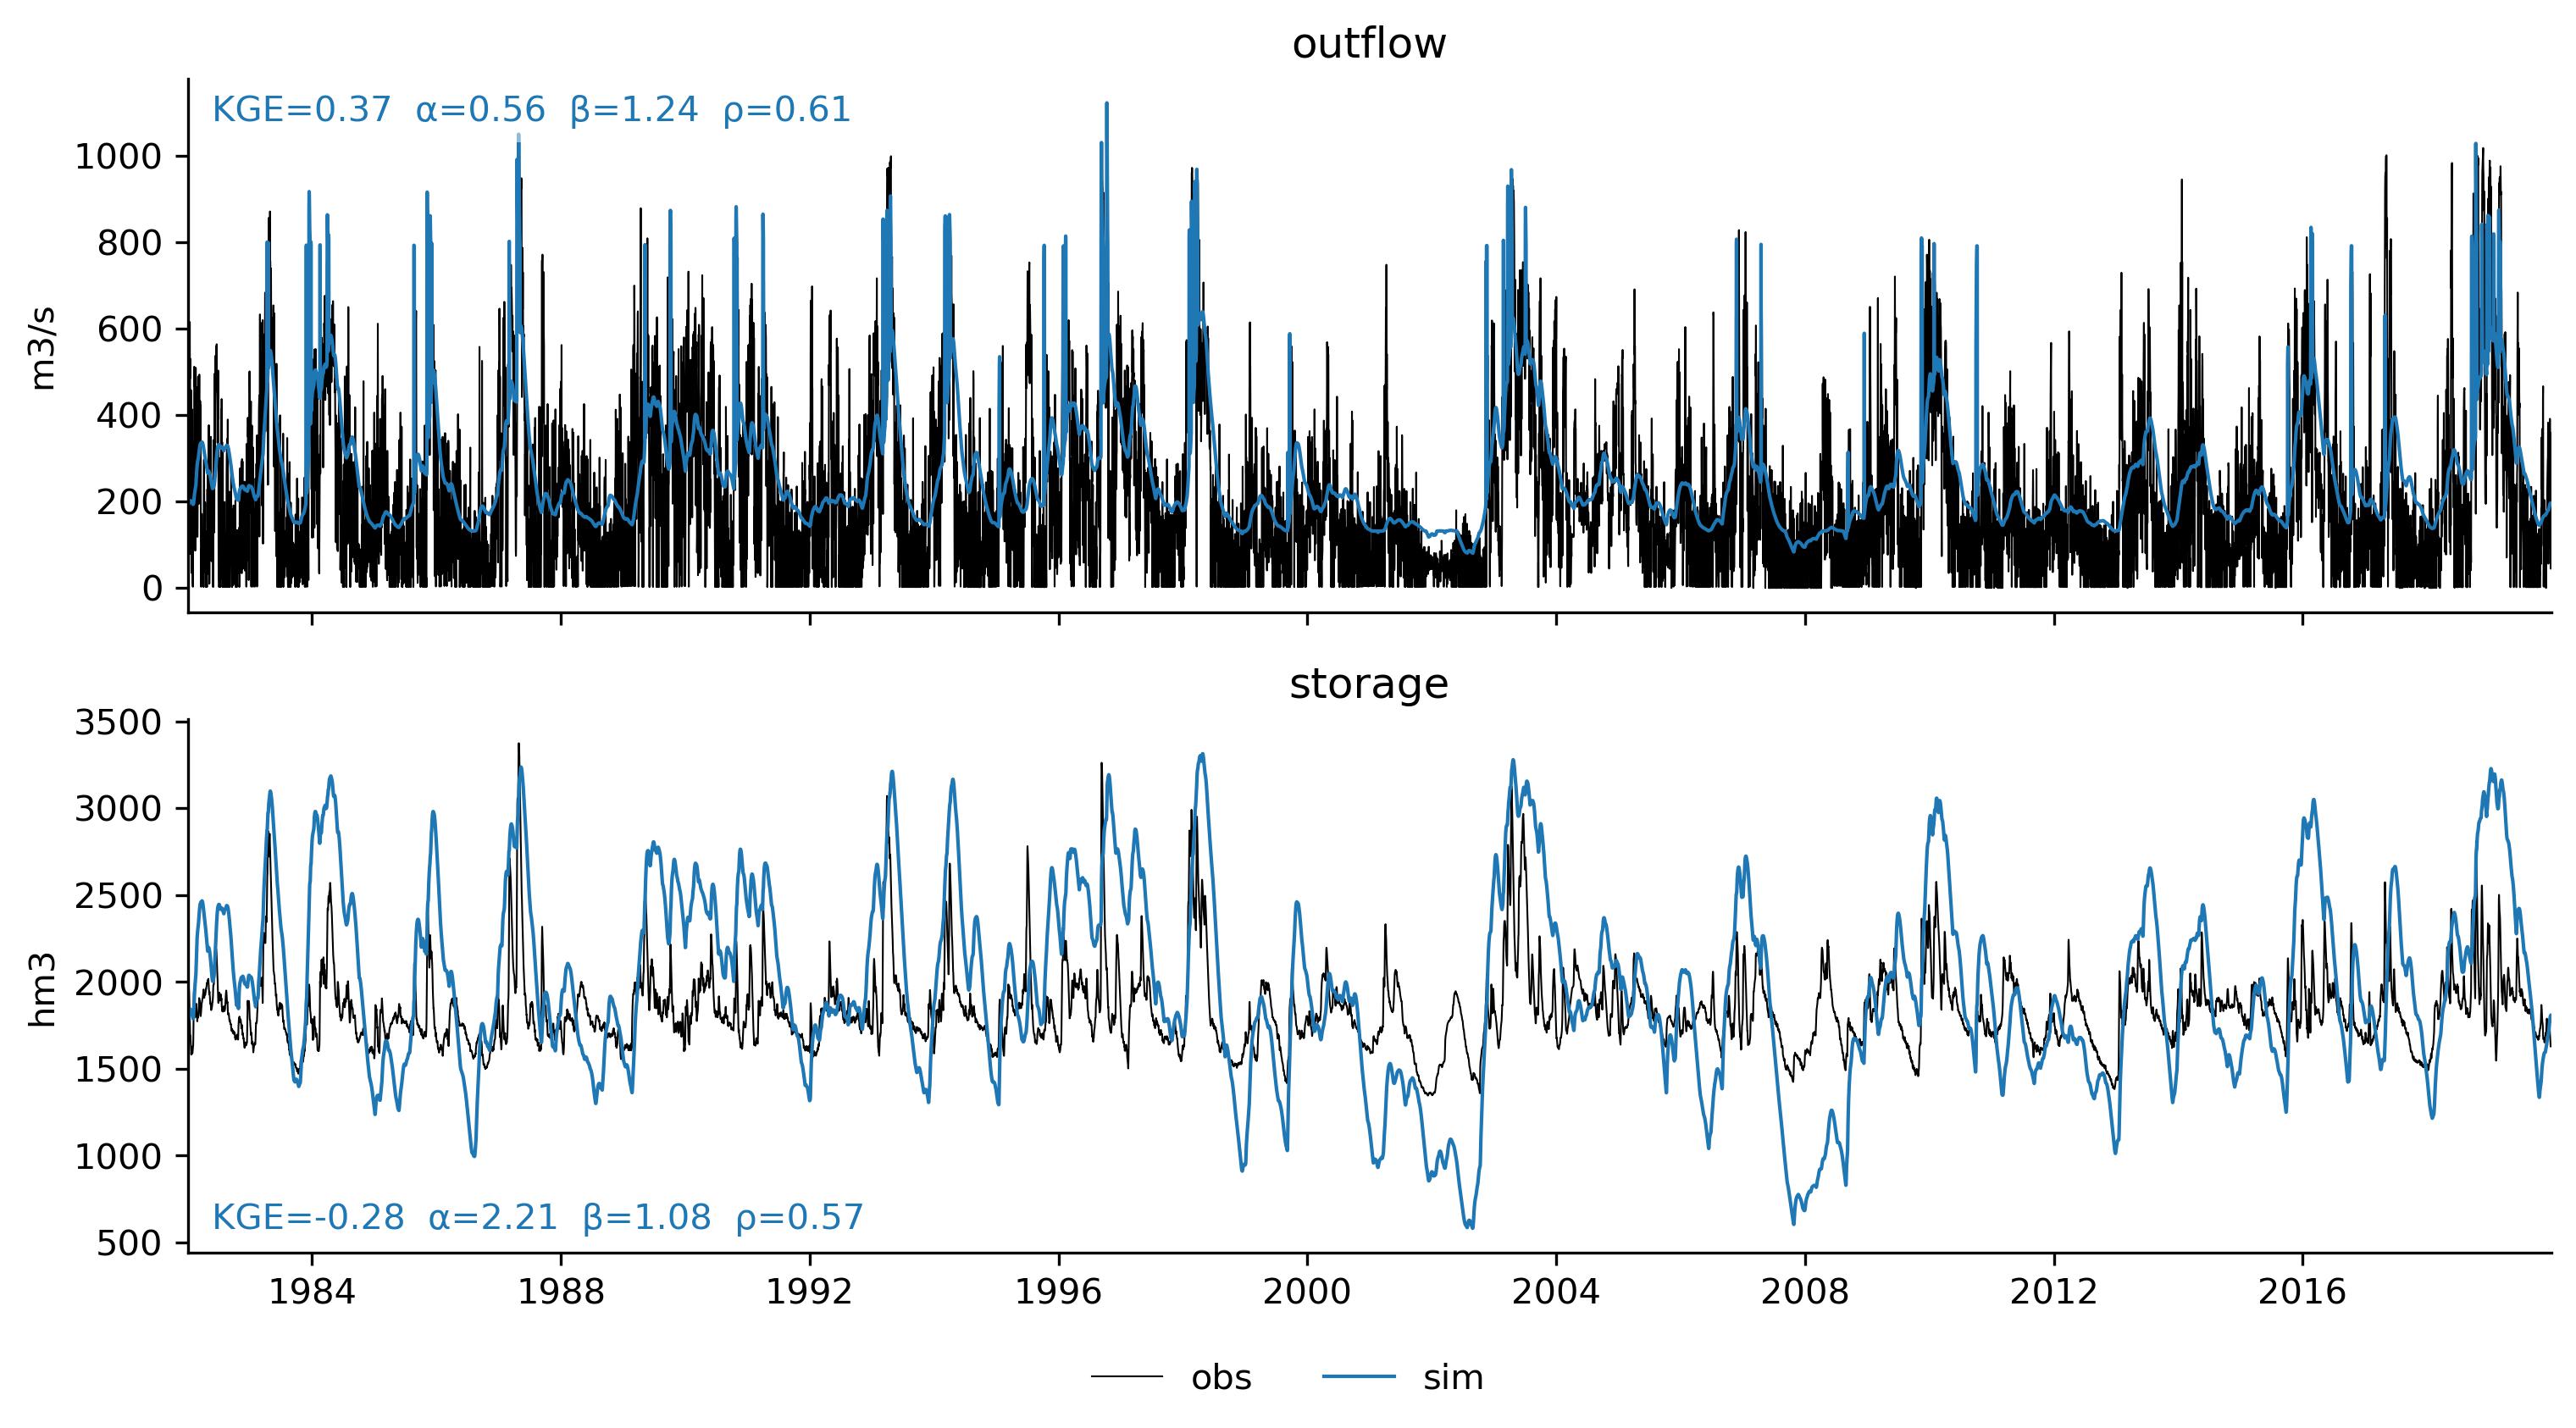 outflow
KGE=0.37 α=0.56 β=1.24 ρ=0.61
m3/s
1000
800
600
400
200
0
storage
3500
3000
2500
2000
1500
1000
500
hm3
KGE=-0.28 α=2.21 β=1.08 ρ=0.57
1984 1988 1992 1996 2000 2004 2008 2012 2016
obs sim